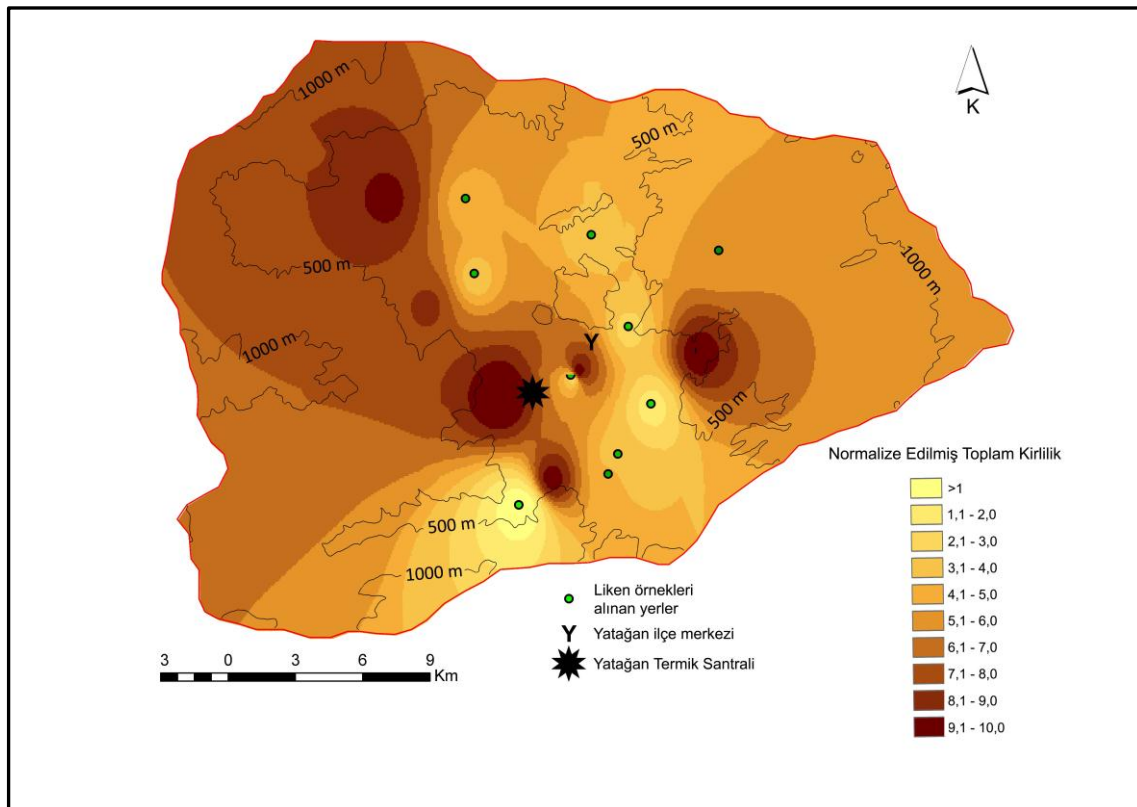 1000 m
K
500 m
500 m
1000 m
1000 m
Y
500 m
500 m
1000 m
Normalize Edilmiş Toplam Kirlilik
>1
1,1 - 2,0
2,1 - 3,0
3,1 - 4,0
4,1 - 5,0
5,1 - 6,0
6,1 - 7,0
7,1 - 8,0
8,1 - 9,0
9,1 - 10,0
Liken örnekleri
alınan yerler
Y Yatağan ilçe merkezi
Yatağan Termik Santrali
3 0 3 6 9
Km